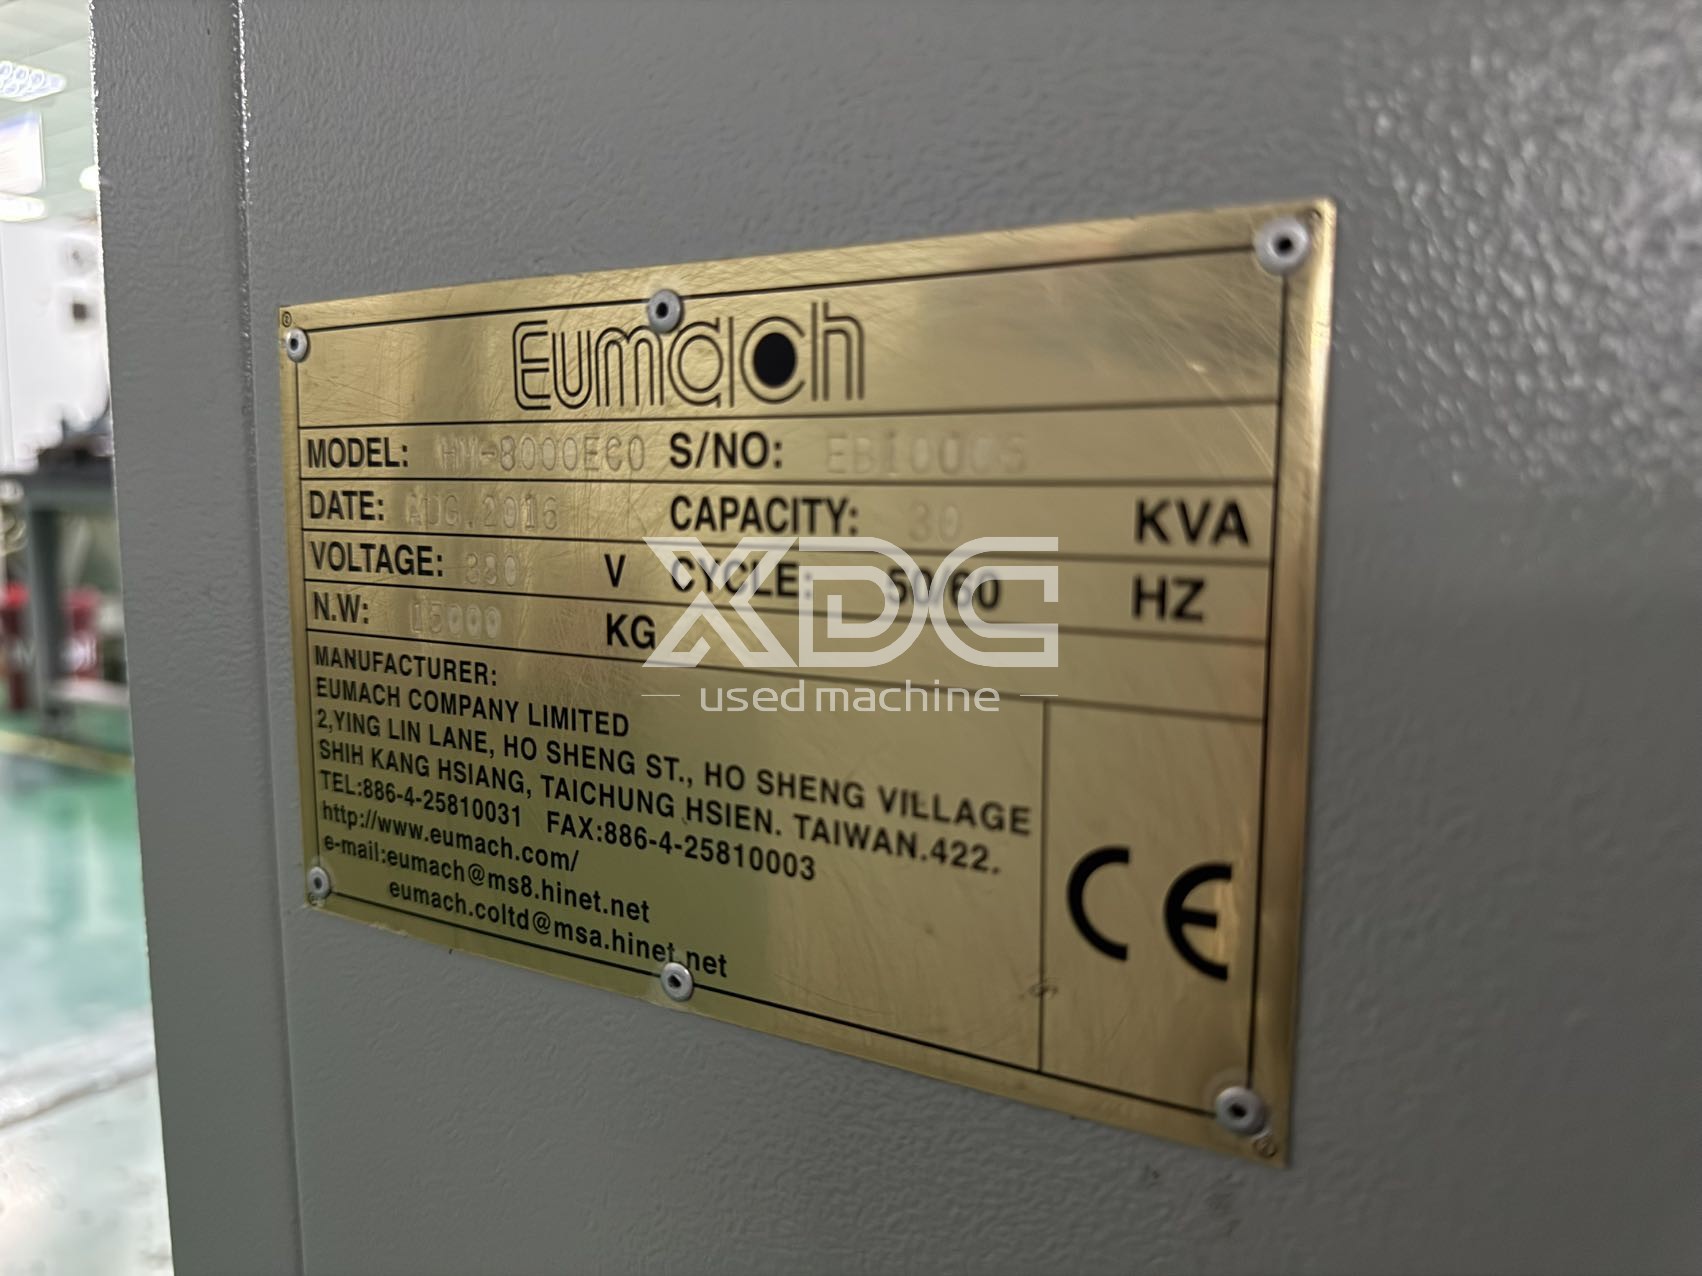 Eumach
MODEL: HM-8000ECO S/NO:
DATE: AUG.2016 CAPACITY: 30 KVA
VOLTAGE: 380 V CYCLE: 50/60 HZ
N.W: 15000 KG
XDC
used machine
MANUFACTURER:
EUMACH COMPANY LIMITED
2,YING LIN LANE, HO SHENG ST., HO SHENG VILLAGE
SHIH KANG HSIANG, TAICHUNG HSIEN. TAIWAN.422.
TEL:886-4-25810031 FAX:886-4-25810003
http://www.eumach.com/
e-mail:eumach@ms8.hinet.net
eumach.coltd@msa.hinet.net
CE